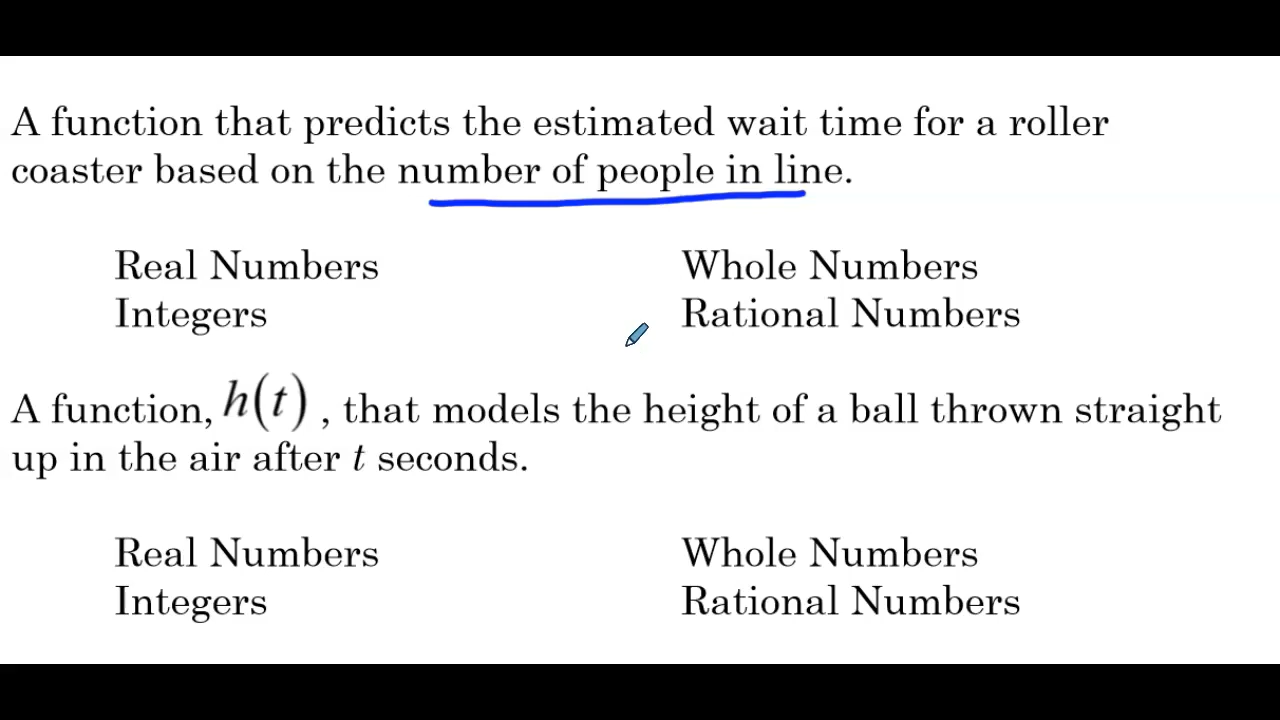 A function that predicts the estimated wait time for a roller
coaster based on the number of people in line.
Real Numbers Whole Numbers
Integers Rational Numbers
A function, h(t) , that models the height of a ball thrown straight
up in the air after t seconds.
Real Numbers Whole Numbers
Integers Rational Numbers